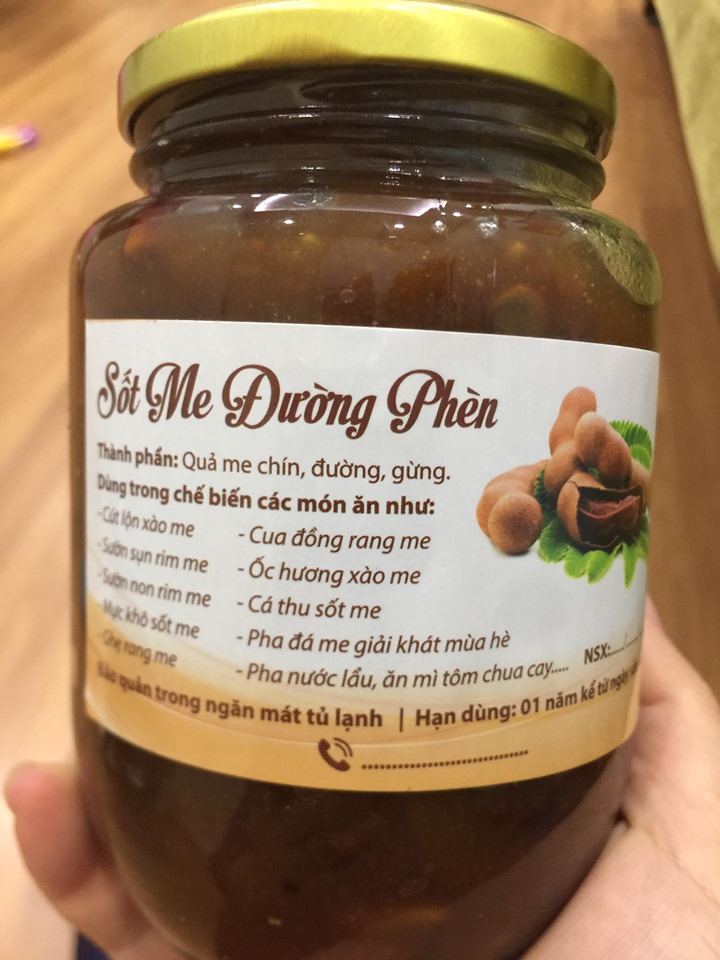 Sốt Me Đường Phèn
Thành phần: Quả me chín, đường, gừng.
Dùng trong chế biến các món ăn như:
- Cút lộn xào me
- Sườn sụn rim me
- Sườn non rim me
- Mực khô sốt me
- Ghẹ rang me
- Cua đồng rang me
- Ốc hương xào me
- Cá thu sốt me
- Pha đá me giải khát mùa hè
- Pha nước lẩu, ăn mì tôm chua cay.....
NSX:....../......
Bảo quản trong ngăn mát tủ lạnh | Hạn dùng: 01 năm kể từ ngày